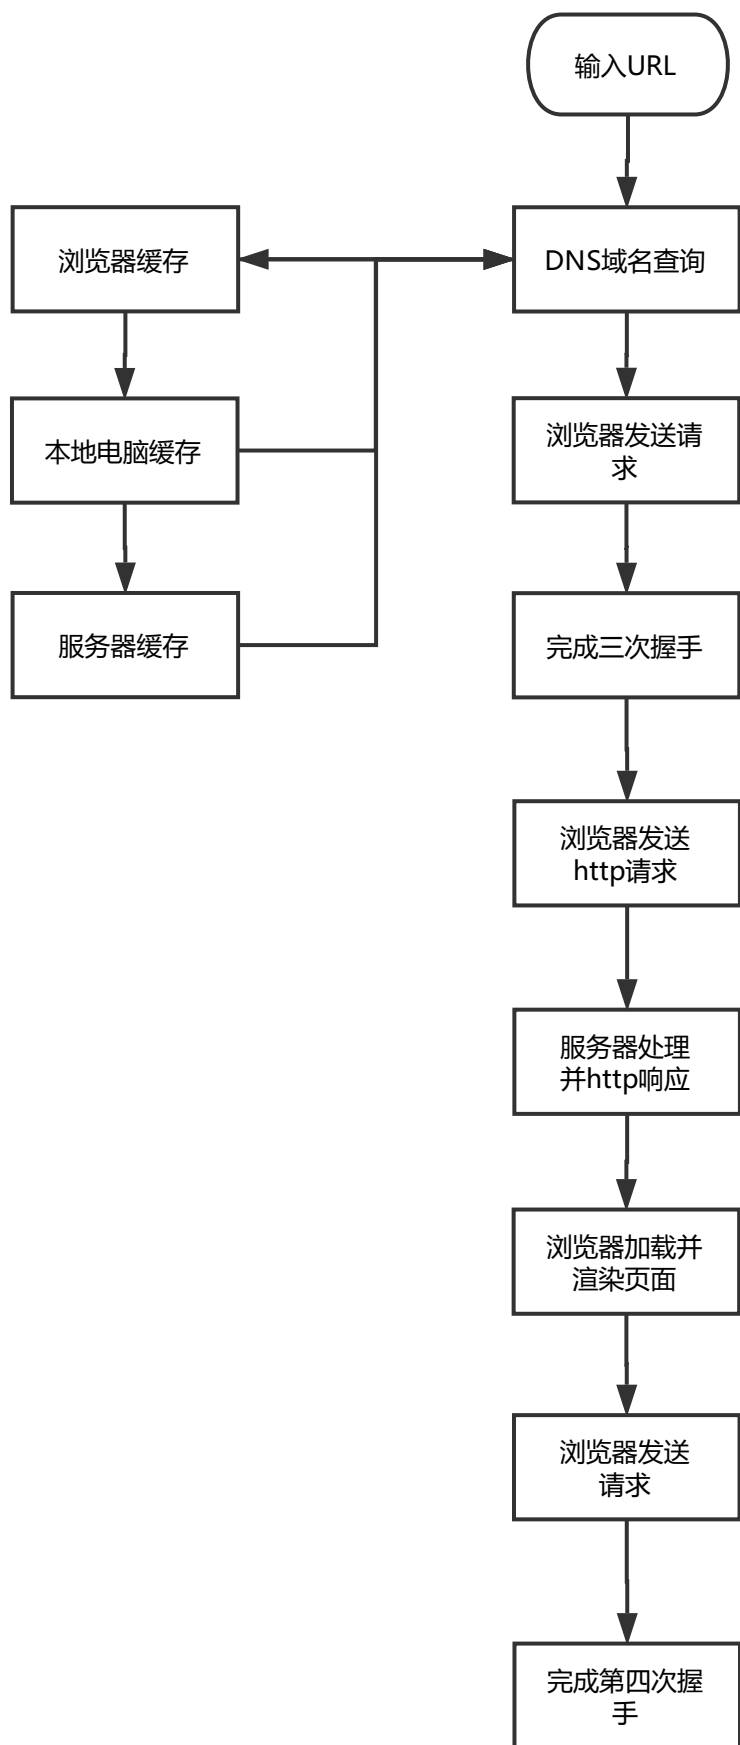 输入URL
浏览器缓存
DNS域名查询
本地电脑缓存
浏览器发送请
求
服务器缓存
完成三次握手
浏览器发送
http请求
服务器处理
并http响应
浏览器加载并
渲染页面
浏览器发送
请求
完成第四次握
手